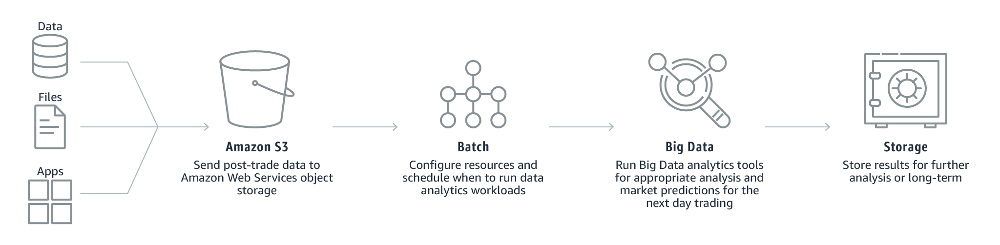 Data
Files
Apps
Amazon S3
Send post-trade data to
Amazon Web Services object
storage
Batch
Configure resources and
schedule when to run data
analytics workloads
Big Data
Run Big Data analytics tools
for appropriate analysis and
market predictions for the
next day trading
Storage
Store results for further
analysis or long-term